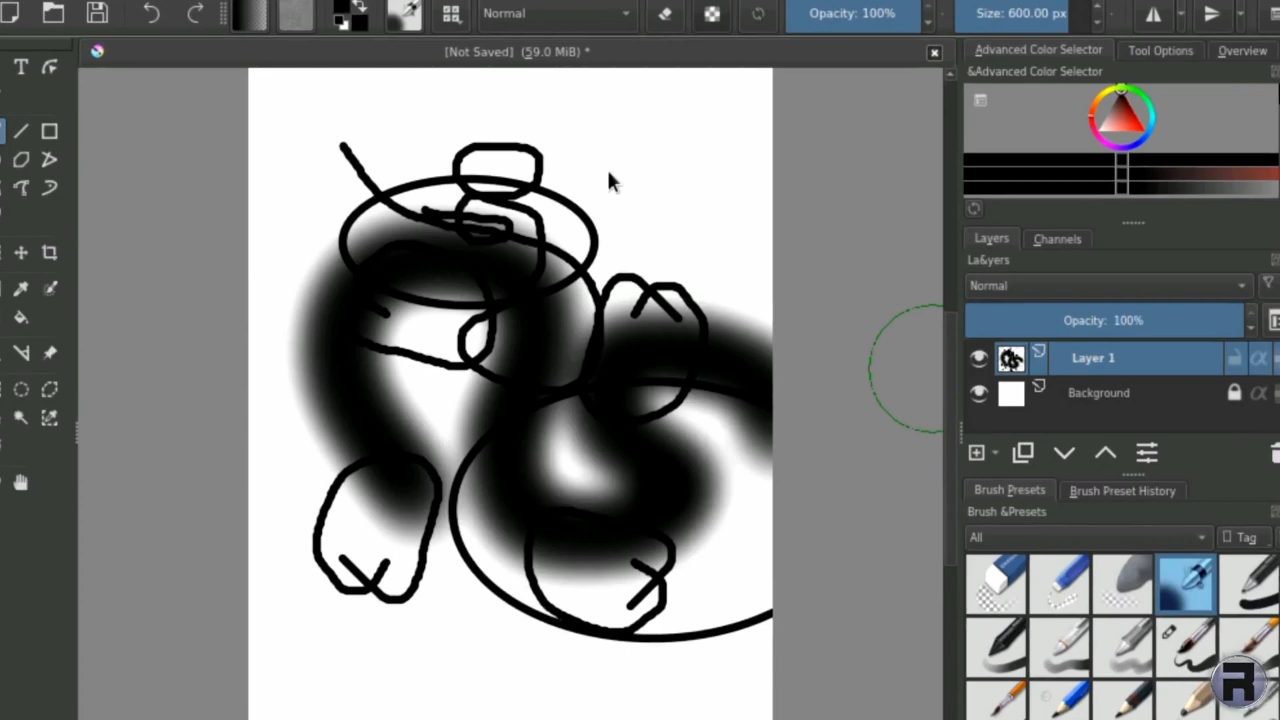 Normal
Opacity: 100%
Size: 600.00 px
[Not Saved] (59.0 MiB) *
Advanced Color Selector
Tool Options
Overview
&Advanced Color Selector
Layers
Channels
La&yers
Normal
Opacity: 100%
Layer 1
Background
Brush Presets
Brush Preset History
Brush &Presets
All
Tag